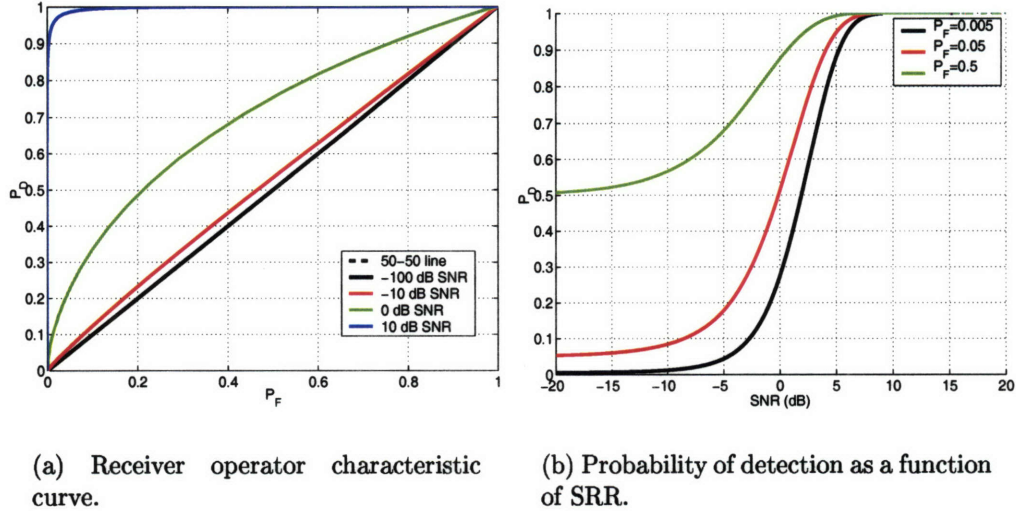 1
0.9
0.8
0.7
0.6
0.5
0.4
0.3
0.2
0.1
0
P_D
0
0.2
0.4
0.6
0.8
1
P_F
50-50 line
-100 dB SNR
-10 dB SNR
0 dB SNR
10 dB SNR
1
0.9
0.8
0.7
0.6
0.5
0.4
0.3
0.2
0.1
0
P_D
-20
-15
-10
-5
0
5
10
15
20
SNR (dB)
P_D
P_F=0.005
P_F=0.05
P_F=0.5
(a) Receiver operator characteristic
curve.
(b) Probability of detection as a function
of SRR.